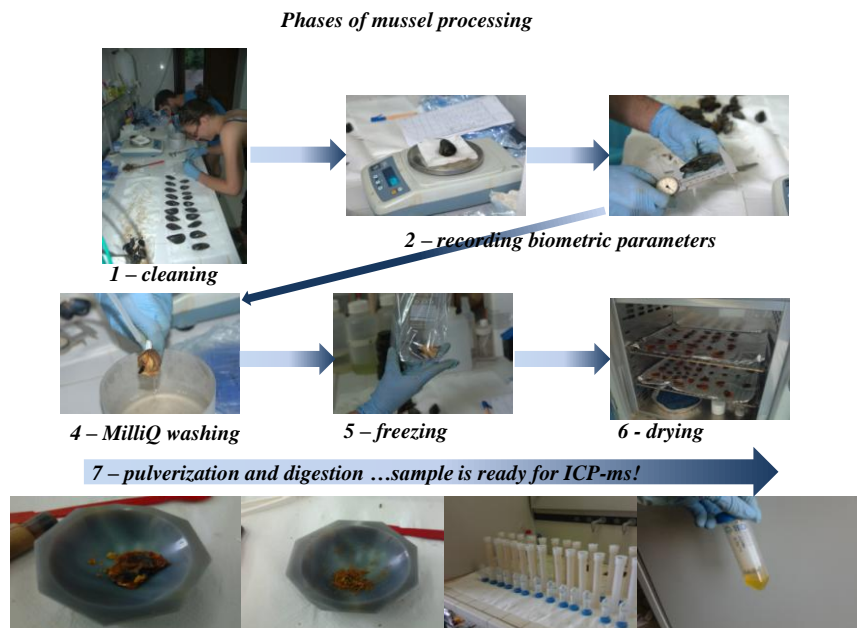 Phases of mussel processing
1 – cleaning
2 – recording biometric parameters
4 – MilliQ washing
5 – freezing
6 - drying
7 – pulverization and digestion …sample is ready for ICP-ms!